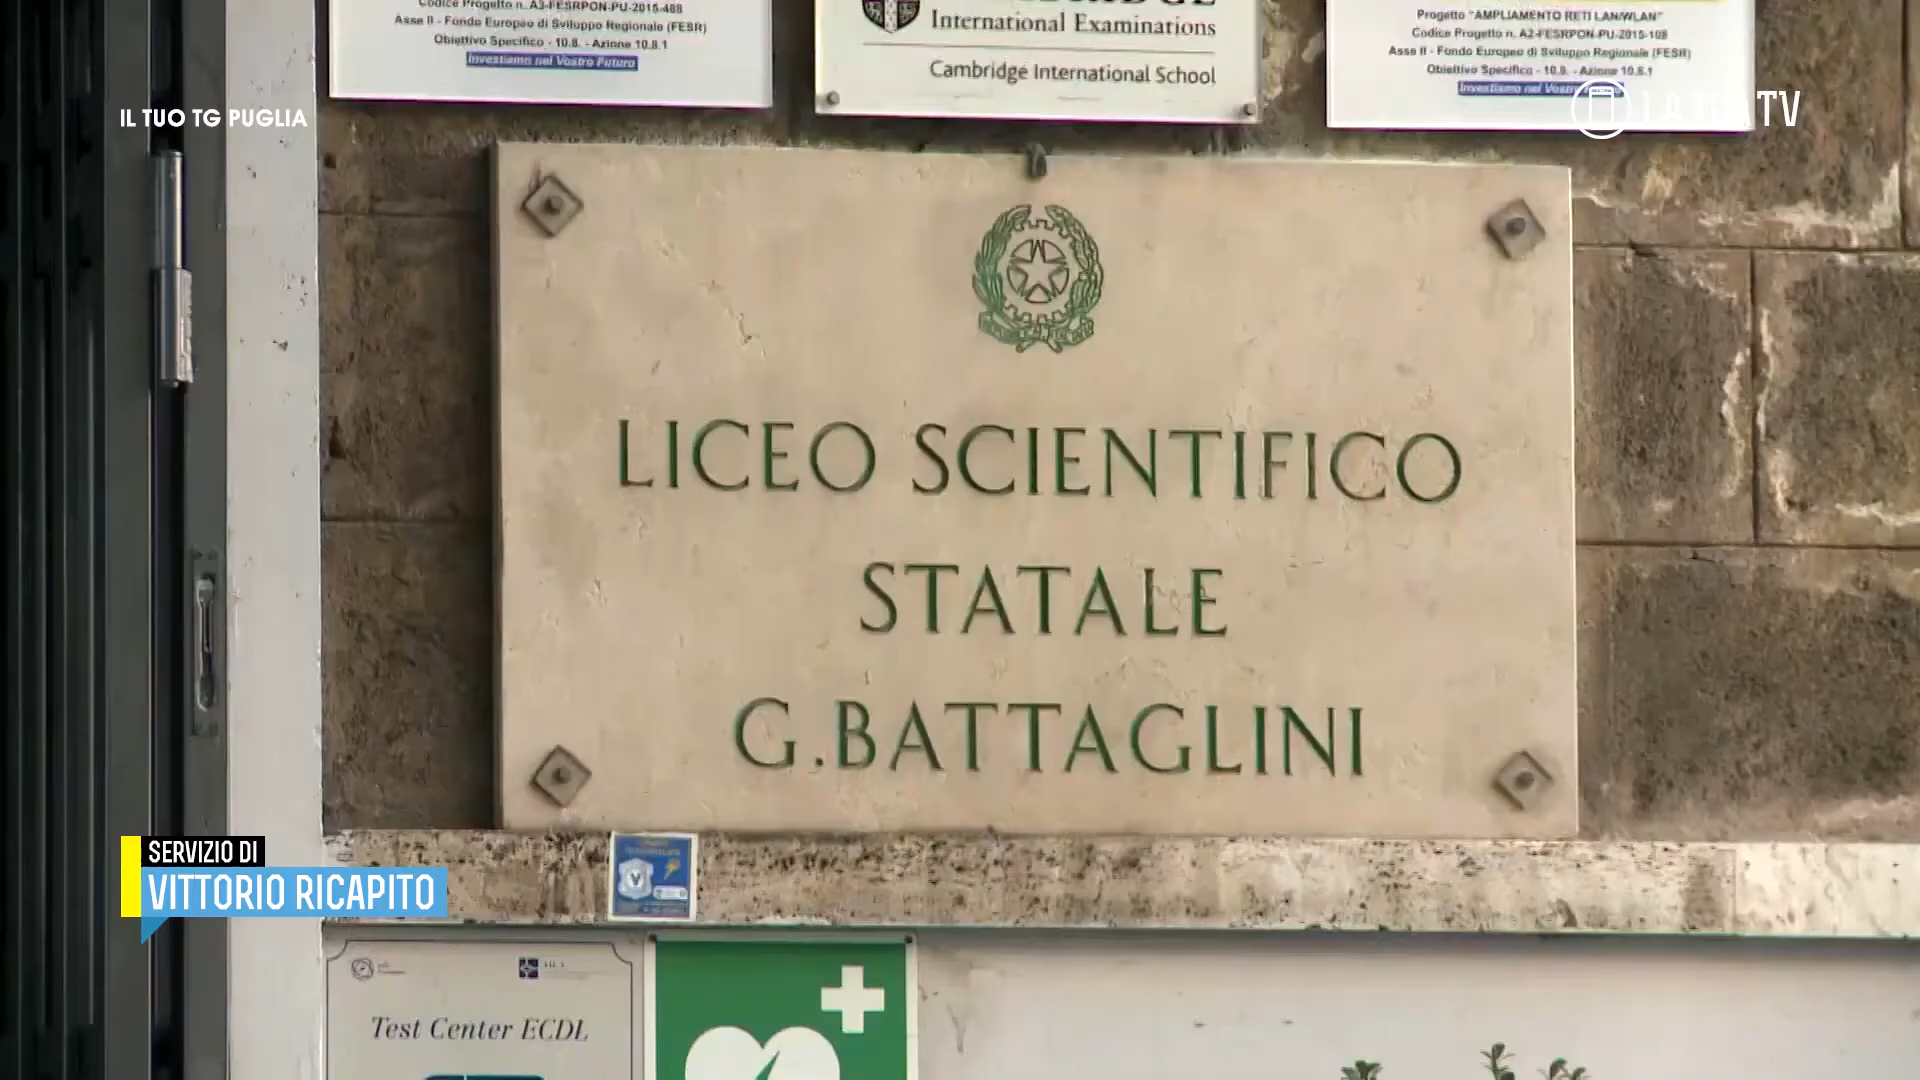 Codice Progetto n. A3-FESRPON-PU-2015-488
Asse II - Fondo Europeo di Sviluppo Regionale (FESR)
Obiettivo Specifico - 10.8. - Azione 10.8.1
Investiamo nel Vostro Futuro
International Examinations
Cambridge International School
Progetto "AMPLIAMENTO RETI LAN/WLAN"
Codice Progetto n. A2-FESRPON-PU-2015-108
Asse II - Fondo Europeo di Sviluppo Regionale (FESR)
Obiettivo Specifico - 10.8. - Azione 10.8.1
Investiamo nel
IL TUO TG PUGLIA
TV
LICEO SCIENTIFICO
STATALE
G.BATTAGLINI
SERVIZIO DI
VITTORIO RICAPITO
Test Center ECDL